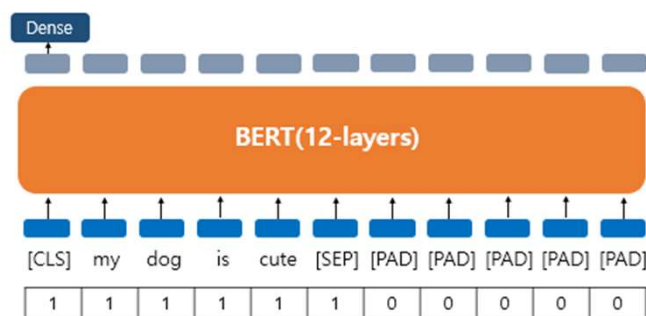 Dense
BERT(12-layers)
[CLS] my dog is cute [SEP] [PAD] [PAD] [PAD] [PAD] [PAD]
1 1 1 1 1 1 0 0 0 0 0